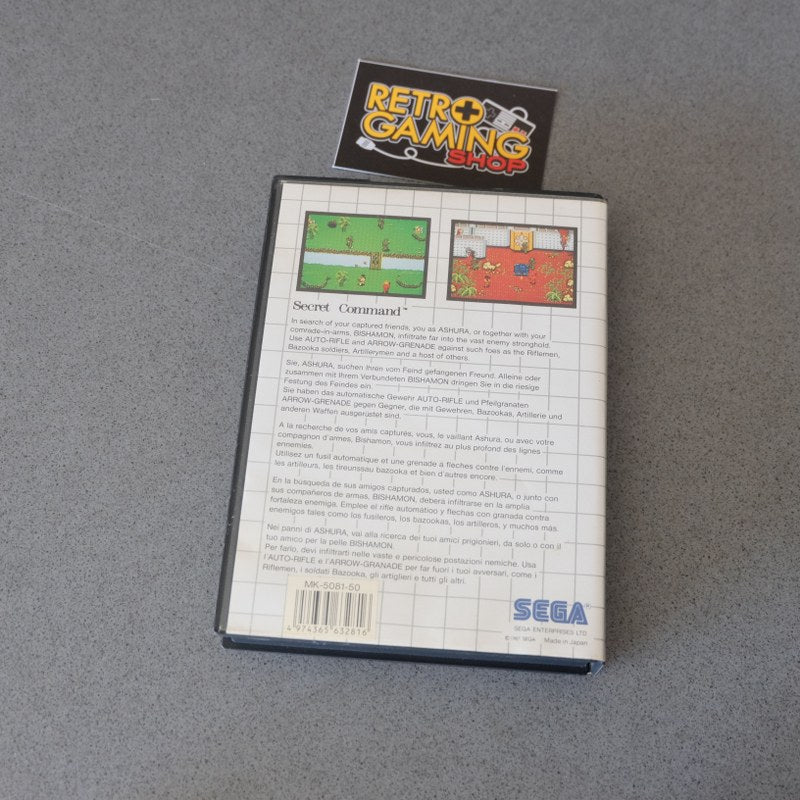 RETRO
GAMING
SHOP
Secret Command™
In search of your captured friends, you as ASHURA, or together with your
comrade-in-arms, BISHAMON, infiltrate far into the vast enemy stronghold.
Use AUTO-RIFLE and ARROW-GRENADE against such foes as the Riflemen,
Bazooka soldiers, Artillerymen and a host of others.
Sie, ASHURA, suchen Ihren vom Feind gefangenen Freund. Alleine oder
zusammen mit Ihrem Verbundeten BISHAMON dringen Sie in die riesige
Festung des Feindes ein.
Sie haben das automatische Gewehr AUTO-RIFLE und Pfeilgranaten
ARROW-GRENADE gegen Gegner, die mit Gewehren, Bazookas, Artillerie und
anderen Waffen ausgerüstet sind.
A la recherche de vos amis capturés, vous, le vaillant Ashura, ou avec votre
compagnon d'armes, Bishamon, vous infiltrez au plus profond des lignes
ennemies.
Utilisez un fusil automatique et une grenade a flèches contre l'ennemi, comme
les artilleurs, les tireurssau bazooka et bien d'autres encore.
En la búsqueda de sus amigos capturados, usted como ASHURA, o junto con
sus compañeros de armas, BISHAMON, deberá infiltrarse en la amplia
fortaleza enemiga. Emplee el rifle automatico y flechas con granada contra
enemigos tales como los fusileros, los bazookas, los artilleros, y muchos más.
Nei panni di ASHURA, vai alla ricerca dei tuoi amici prigionieri, da solo o con il
tuo amico per la pelle BISHAMON.
Per farlo, devi infiltrarti nelle vaste e pericolose postazioni nemiche. Usa
l'AUTO-RIFLE e l'ARROW-GRANADE per far fuori i tuoi avversari, come i
Riflemen, i soldati Bazooka, gli artiglieri e tutti gli altri.
MK-5081-50
4 974365 632816
SEGA®
SEGA ENTERPRISES LTD.
© 1987 SEGA Made in Japan